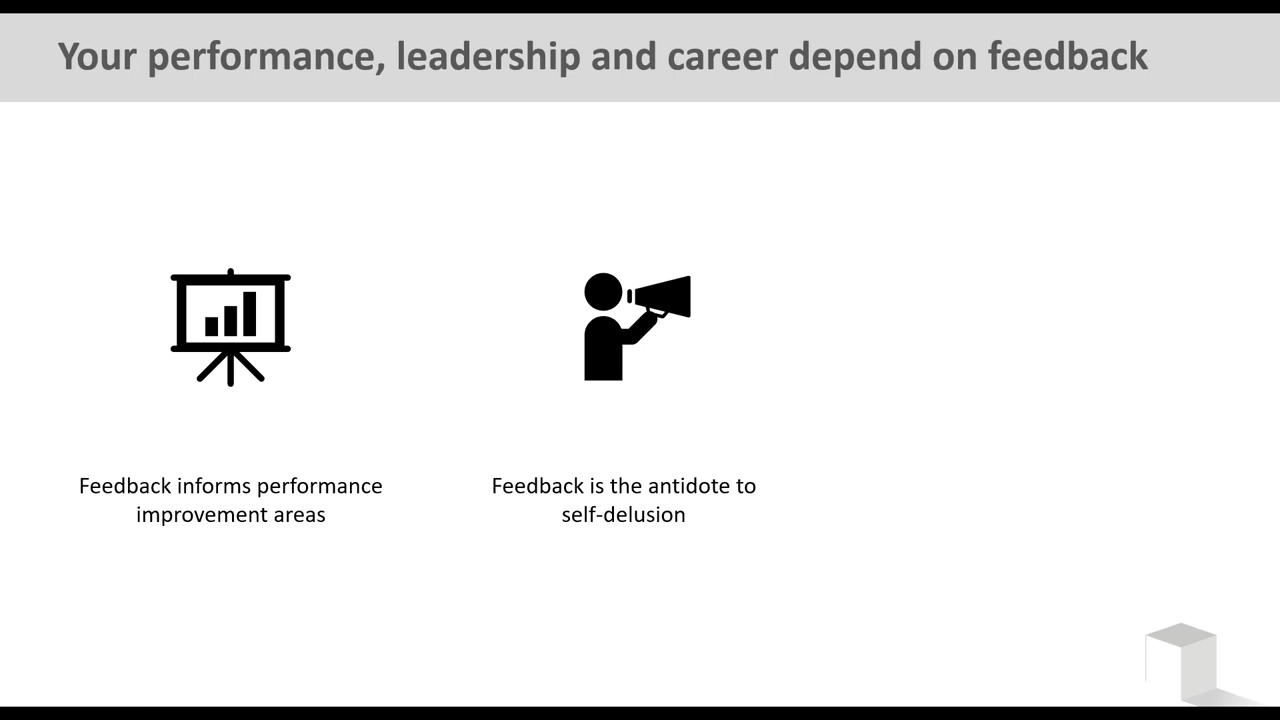 Your performance, leadership and career depend on feedback
Feedback informs performance
improvement areas
Feedback is the antidote to
self-delusion